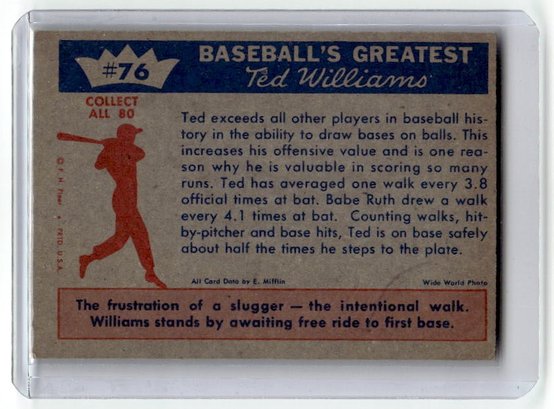 #76
BASEBALL'S GREATEST
Ted Williams
COLLECT
ALL 80
Ted exceeds all other players in baseball his-
tory in the ability to draw bases on balls. This
increases his offensive value and is one rea-
son why he is valuable in scoring so many
runs. Ted has averaged one walk every 3.8
official times at bat. Babe Ruth drew a walk
every 4.1 times at bat. Counting walks, hit-
by-pitcher and base hits, Ted is on base safely
about half the times he steps to the plate.
© F. H. Fleer • PRTD. U.S.A.
All Card Data by E. Mifflin
Wide World Photo
The frustration of a slugger — the intentional walk.
Williams stands by awaiting free ride to first base.